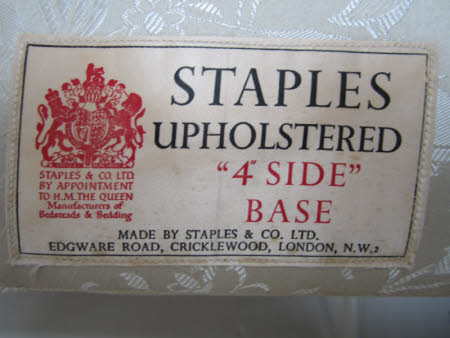 STAPLES
UPHOLSTERED
"4" SIDE"
BASE
STAPLES & CO. LTD.
BY APPOINTMENT
TO H.M. THE QUEEN
Manufacturers of
Bedsteads & Bedding
MADE BY STAPLES & CO. LTD.
EDGWARE ROAD, CRICKLEWOOD, LONDON, N.W.2